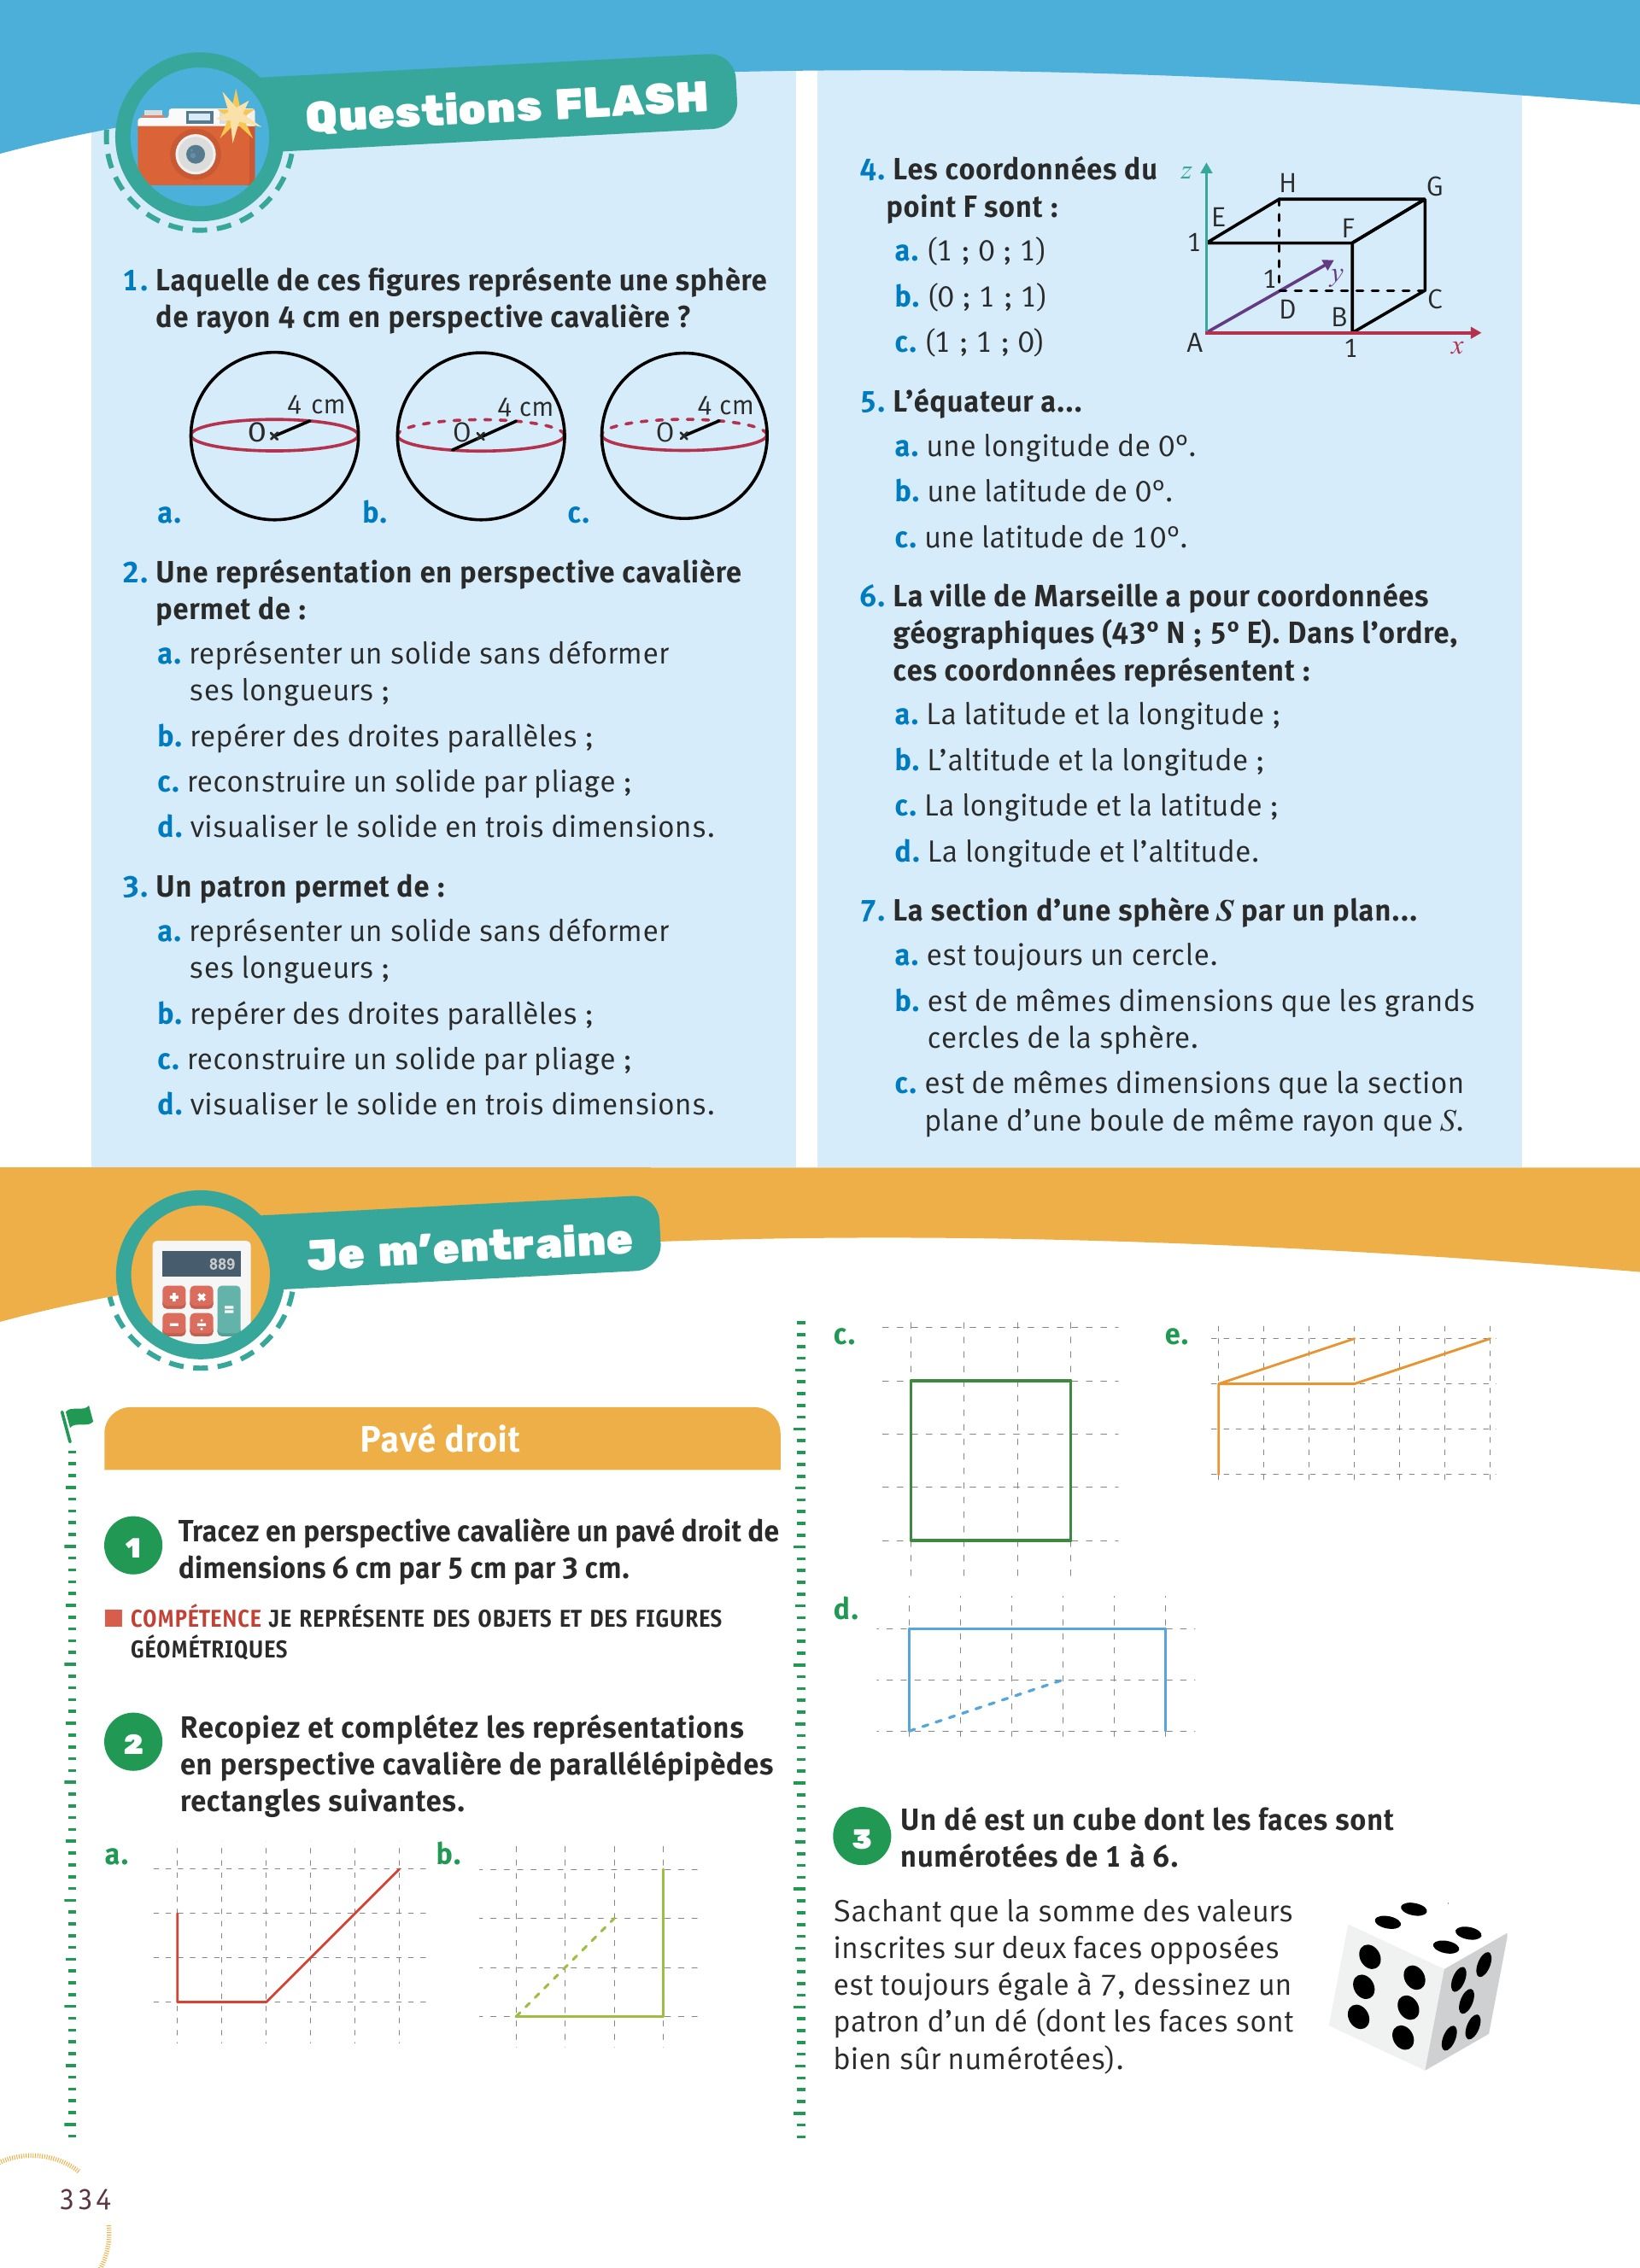 Questions FLASH
1. Laquelle de ces figures représente une sphère
de rayon 4 cm en perspective cavalière ?
4 cm
O
a.
4 cm
O
b.
4 cm
O
c.
2. Une représentation en perspective cavalière
permet de :
a. représenter un solide sans déformer
ses longueurs ;
b. repérer des droites parallèles ;
c. reconstruire un solide par pliage ;
d. visualiser le solide en trois dimensions.
3. Un patron permet de :
a. représenter un solide sans déformer
ses longueurs ;
b. repérer des droites parallèles ;
c. reconstruire un solide par pliage ;
d. visualiser le solide en trois dimensions.
4. Les coordonnées du
point F sont :
a. (1 ; 0 ; 1)
b. (0 ; 1 ; 1)
c. (1 ; 1 ; 0)
z
H
G
E
F
1
1
y
D
B
C
A
1
x
5. L'équateur a...
a. une longitude de 0°.
b. une latitude de 0°.
c. une latitude de 10°.
6. La ville de Marseille a pour coordonnées
géographiques (43° N ; 5° E). Dans l'ordre,
ces coordonnées représentent :
a. La latitude et la longitude ;
b. L'altitude et la longitude ;
c. La longitude et la latitude ;
d. La longitude et l'altitude.
7. La section d'une sphère S par un plan...
a. est toujours un cercle.
b. est de mêmes dimensions que les grands
cercles de la sphère.
c. est de mêmes dimensions que la section
plane d'une boule de même rayon que S.
889
+ × = − ÷
Je m'entraine
Pavé droit
1 Tracez en perspective cavalière un pavé droit de
dimensions 6 cm par 5 cm par 3 cm.
COMPÉTENCE JE REPRÉSENTE DES OBJETS ET DES FIGURES
GÉOMÉTRIQUES
2 Recopiez et complétez les représentations
en perspective cavalière de parallélépipèdes
rectangles suivantes.
a.
b.
c.
e.
d.
3 Un dé est un cube dont les faces sont
numérotées de 1 à 6.
Sachant que la somme des valeurs
inscrites sur deux faces opposées
est toujours égale à 7, dessinez un
patron d'un dé (dont les faces sont
bien sûr numérotées).
334